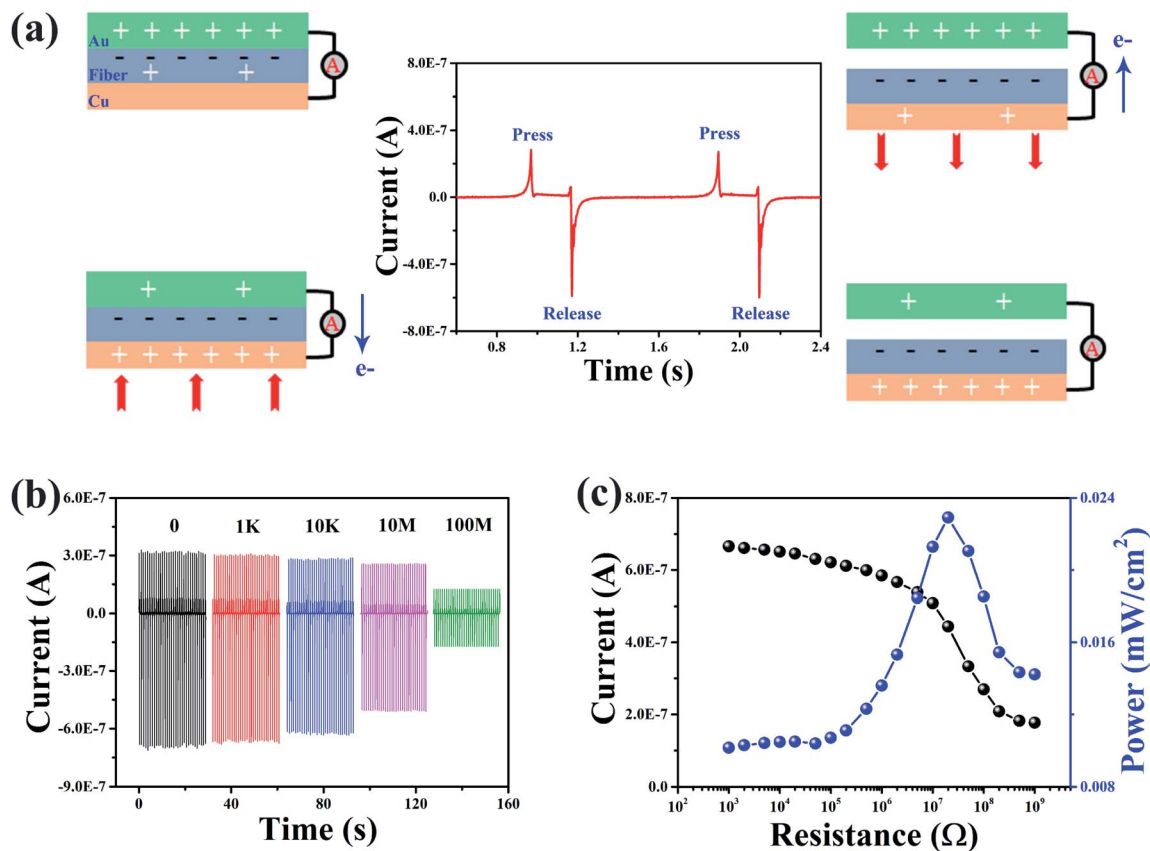 (a)
+ + + + + +
Au
- - - - - -
Fiber
+ +
Cu
A
8.0E-7
4.0E-7
0.0
-4.0E-7
-8.0E-7
Current (A)
Press
Press
Release
Release
0.8
1.2
1.6
2.0
2.4
Time (s)
+ + + + + +
- - - - - -
+ +
A
e-
+ +
- - - - - -
+ + + + + +
A
e-
+ +
- - - - - -
+ + + + + +
A
(b)
6.0E-7
3.0E-7
0.0
-3.0E-7
-6.0E-7
-9.0E-7
Current (A)
0
1K
10K
10M
100M
0
40
80
120
160
Time (s)
(c)
8.0E-7
6.0E-7
4.0E-7
2.0E-7
0.0
Current (A)
0.024
0.016
0.008
Power (mW/cm²)
10²
10³
10⁴
10⁵
10⁶
10⁷
10⁸
10⁹
Resistance (Ω)